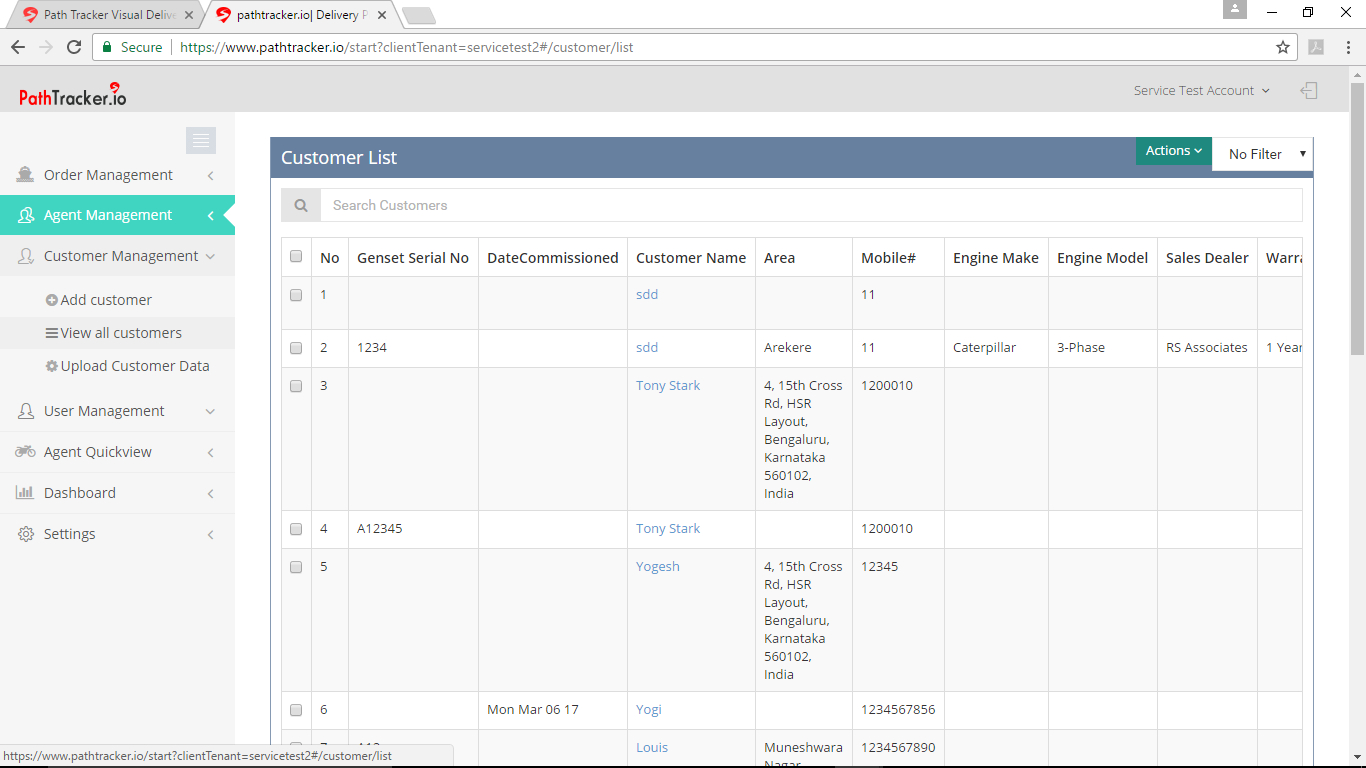 Path Tracker Visual Delive
pathtracker.io| Delivery P
Secure
https://www.pathtracker.io/start?clientTenant=servicetest2#/customer/list
PathTracker.io
Service Test Account
Order Management
Agent Management
Customer Management
Add customer
View all customers
Upload Customer Data
User Management
Agent Quickview
Dashboard
Settings
Customer List
Actions
No Filter
Search Customers
No Genset Serial No DateCommissioned Customer Name Area Mobile# Engine Make Engine Model Sales Dealer Warra
1 sdd 11
2 1234 sdd Arekere 11 Caterpillar 3-Phase RS Associates 1 Year
3 Tony Stark 4, 15th Cross 1200010
Rd, HSR
Layout,
Bengaluru,
Karnataka
560102,
India
4 A12345 Tony Stark 1200010
5 Yogesh 4, 15th Cross 12345
Rd, HSR
Layout,
Bengaluru,
Karnataka
560102,
India
6 Mon Mar 06 17 Yogi 1234567856
Louis Muneshwara 1234567890
Nagar,
https://www.pathtracker.io/start?clientTenant=servicetest2#/customer/list